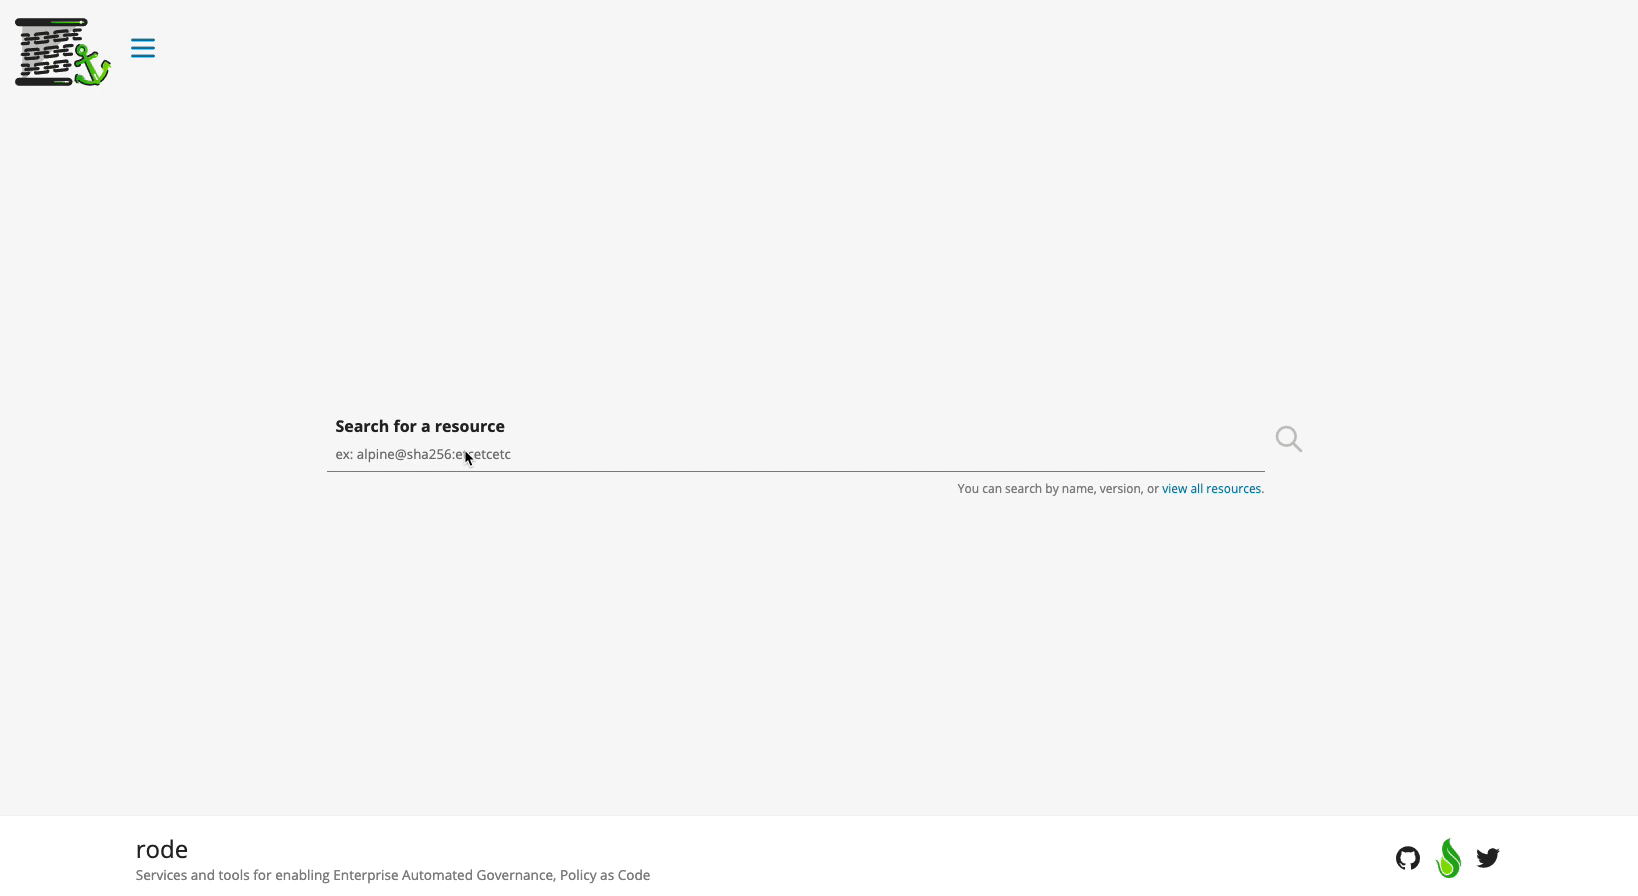 Search for a resource
ex: alpine@sha256:etcetcetc
You can search by name, version, or view all resources.
rode
Services and tools for enabling Enterprise Automated Governance, Policy as Code